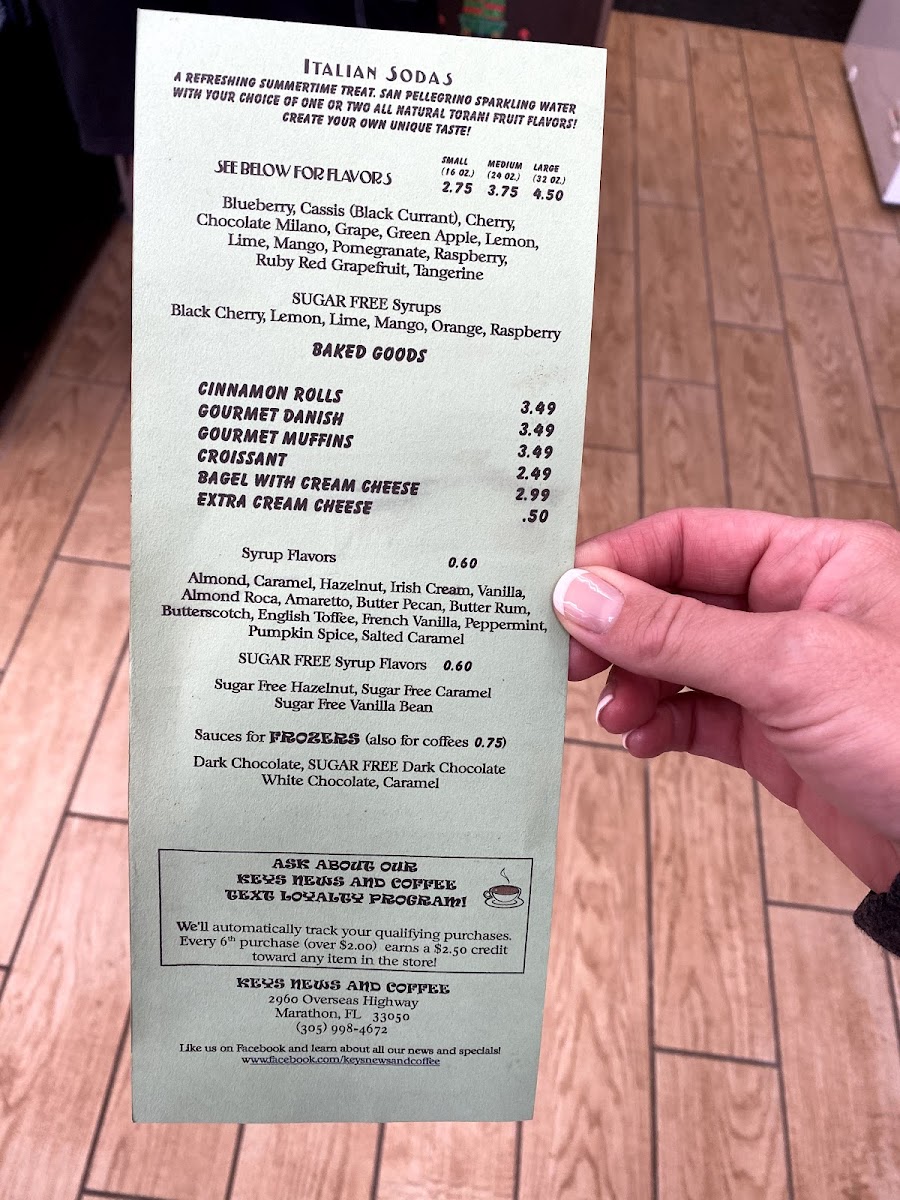 ITALIAN SODAS
A REFRESHING SUMMERTIME TREAT. SAN PELLEGRINO SPARKLING WATER
WITH YOUR CHOICE OF ONE OR TWO ALL NATURAL TORANI FRUIT FLAVORS!
CREATE YOUR OWN UNIQUE TASTE!
SMALL MEDIUM LARGE
(16 OZ.) (24 OZ.) (32 OZ.)
SEE BELOW FOR FLAVORS 2.75 3.75 4.50
Blueberry, Cassis (Black Currant), Cherry,
Chocolate Milano, Grape, Green Apple, Lemon,
Lime, Mango, Pomegranate, Raspberry,
Ruby Red Grapefruit, Tangerine
SUGAR FREE Syrups
Black Cherry, Lemon, Lime, Mango, Orange, Raspberry
BAKED GOODS
CINNAMON ROLLS 3.49
GOURMET DANISH 3.49
GOURMET MUFFINS 3.49
CROISSANT 2.49
BAGEL WITH CREAM CHEESE 2.99
EXTRA CREAM CHEESE .50
Syrup Flavors 0.60
Almond, Caramel, Hazelnut, Irish Cream, Vanilla,
Almond Roca, Amaretto, Butter Pecan, Butter Rum,
Butterscotch, English Toffee, French Vanilla, Peppermint,
Pumpkin Spice, Salted Caramel
SUGAR FREE Syrup Flavors 0.60
Sugar Free Hazelnut, Sugar Free Caramel
Sugar Free Vanilla Bean
Sauces for FROZERS (also for coffees 0.75)
Dark Chocolate, SUGAR FREE Dark Chocolate
White Chocolate, Caramel
ASK ABOUT OUR
KEYS NEWS AND COFFEE
TEXT LOYALTY PROGRAM!
We'll automatically track your qualifying purchases.
Every 6th purchase (over $2.00) earns a $2.50 credit
toward any item in the store!
KEYS NEWS AND COFFEE
2960 Overseas Highway
Marathon, FL 33050
(305) 998-4672
Like us on Facebook and learn about all our news and specials!
www.facebook.com/keysnewsandcoffee